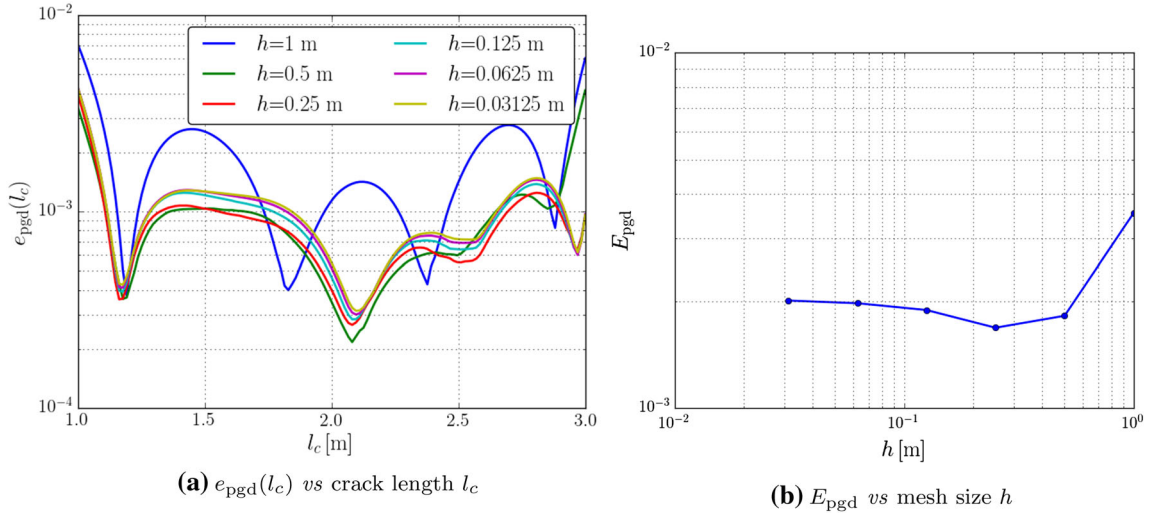 10⁻²
10⁻³
10⁻⁴
e_pgd(l_c)
h=1 m
h=0.5 m
h=0.25 m
h=0.125 m
h=0.0625 m
h=0.03125 m
1.0 1.5 2.0 2.5 3.0
l_c [m]
(a) e_pgd(l_c) vs crack length l_c
10⁻²
10⁻³
E_pgd
10⁻² 10⁻¹ 10⁰
h [m]
(b) E_pgd vs mesh size h